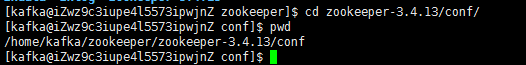 [kafka@iZwz9c3iupe4l5573ipwjnZ zookeeper]$ cd zookeeper-3.4.13/conf/
[kafka@iZwz9c3iupe4l5573ipwjnZ conf]$ pwd
/home/kafka/zookeeper/zookeeper-3.4.13/conf
[kafka@iZwz9c3iupe4l5573ipwjnZ conf]$